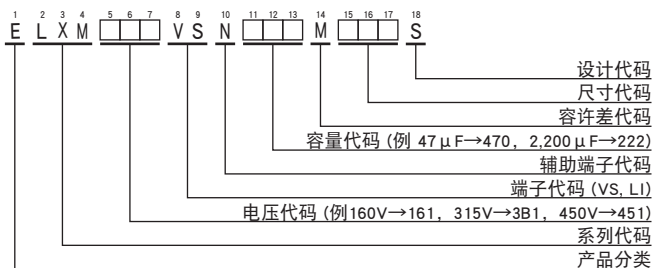 1 2 3 4 5 6 7 8 9 10 11 12 13 14 15 16 17 18
E L X M □□□ V S N □□□ M □□□ S
设计代码
尺寸代码
容许差代码
容量代码 (例 47μF→470，2,200μF→222)
辅助端子代码
端子代码 (VS, LI)
电压代码 (例160V→161，315V→3B1，450V→451)
系列代码
产品分类